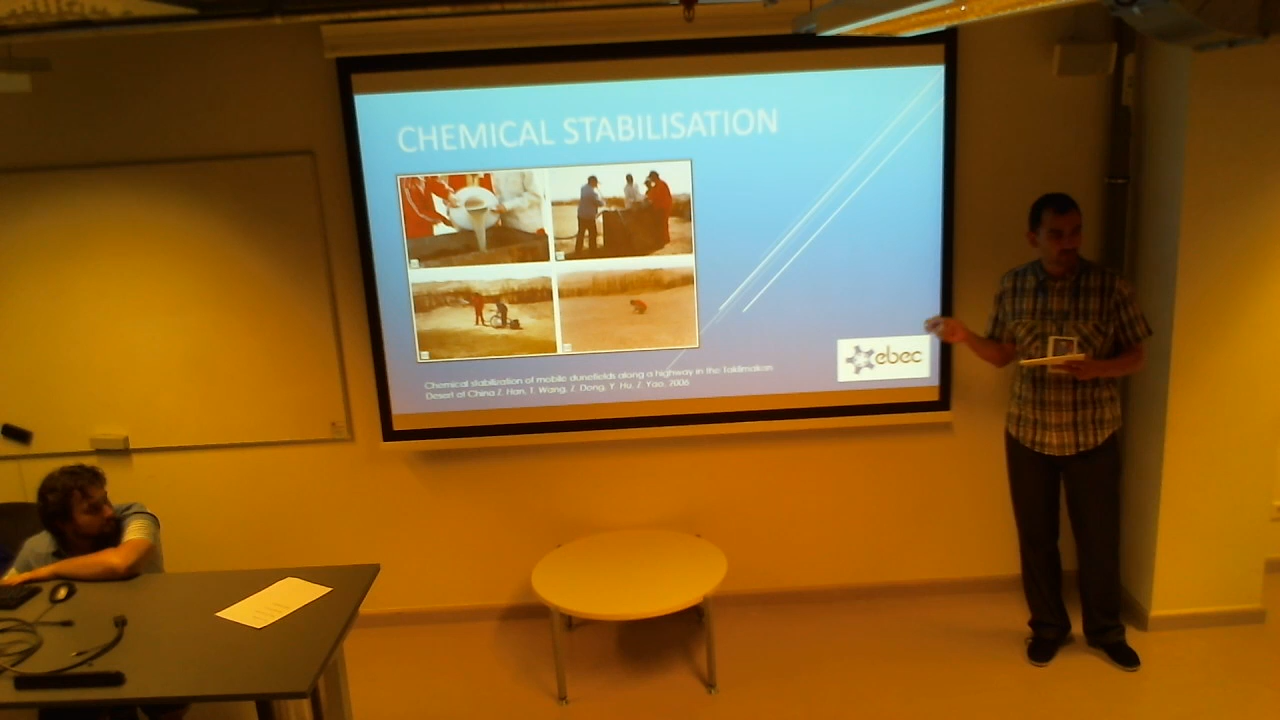 CHEMICAL STABILISATION
Chemical stabilization of mobile dunefields along a highway in the Taklimakan
Desert of China Z. Han, T. Wang, Z. Dong, Y. Hu, Z. Yao, 2006
ebec